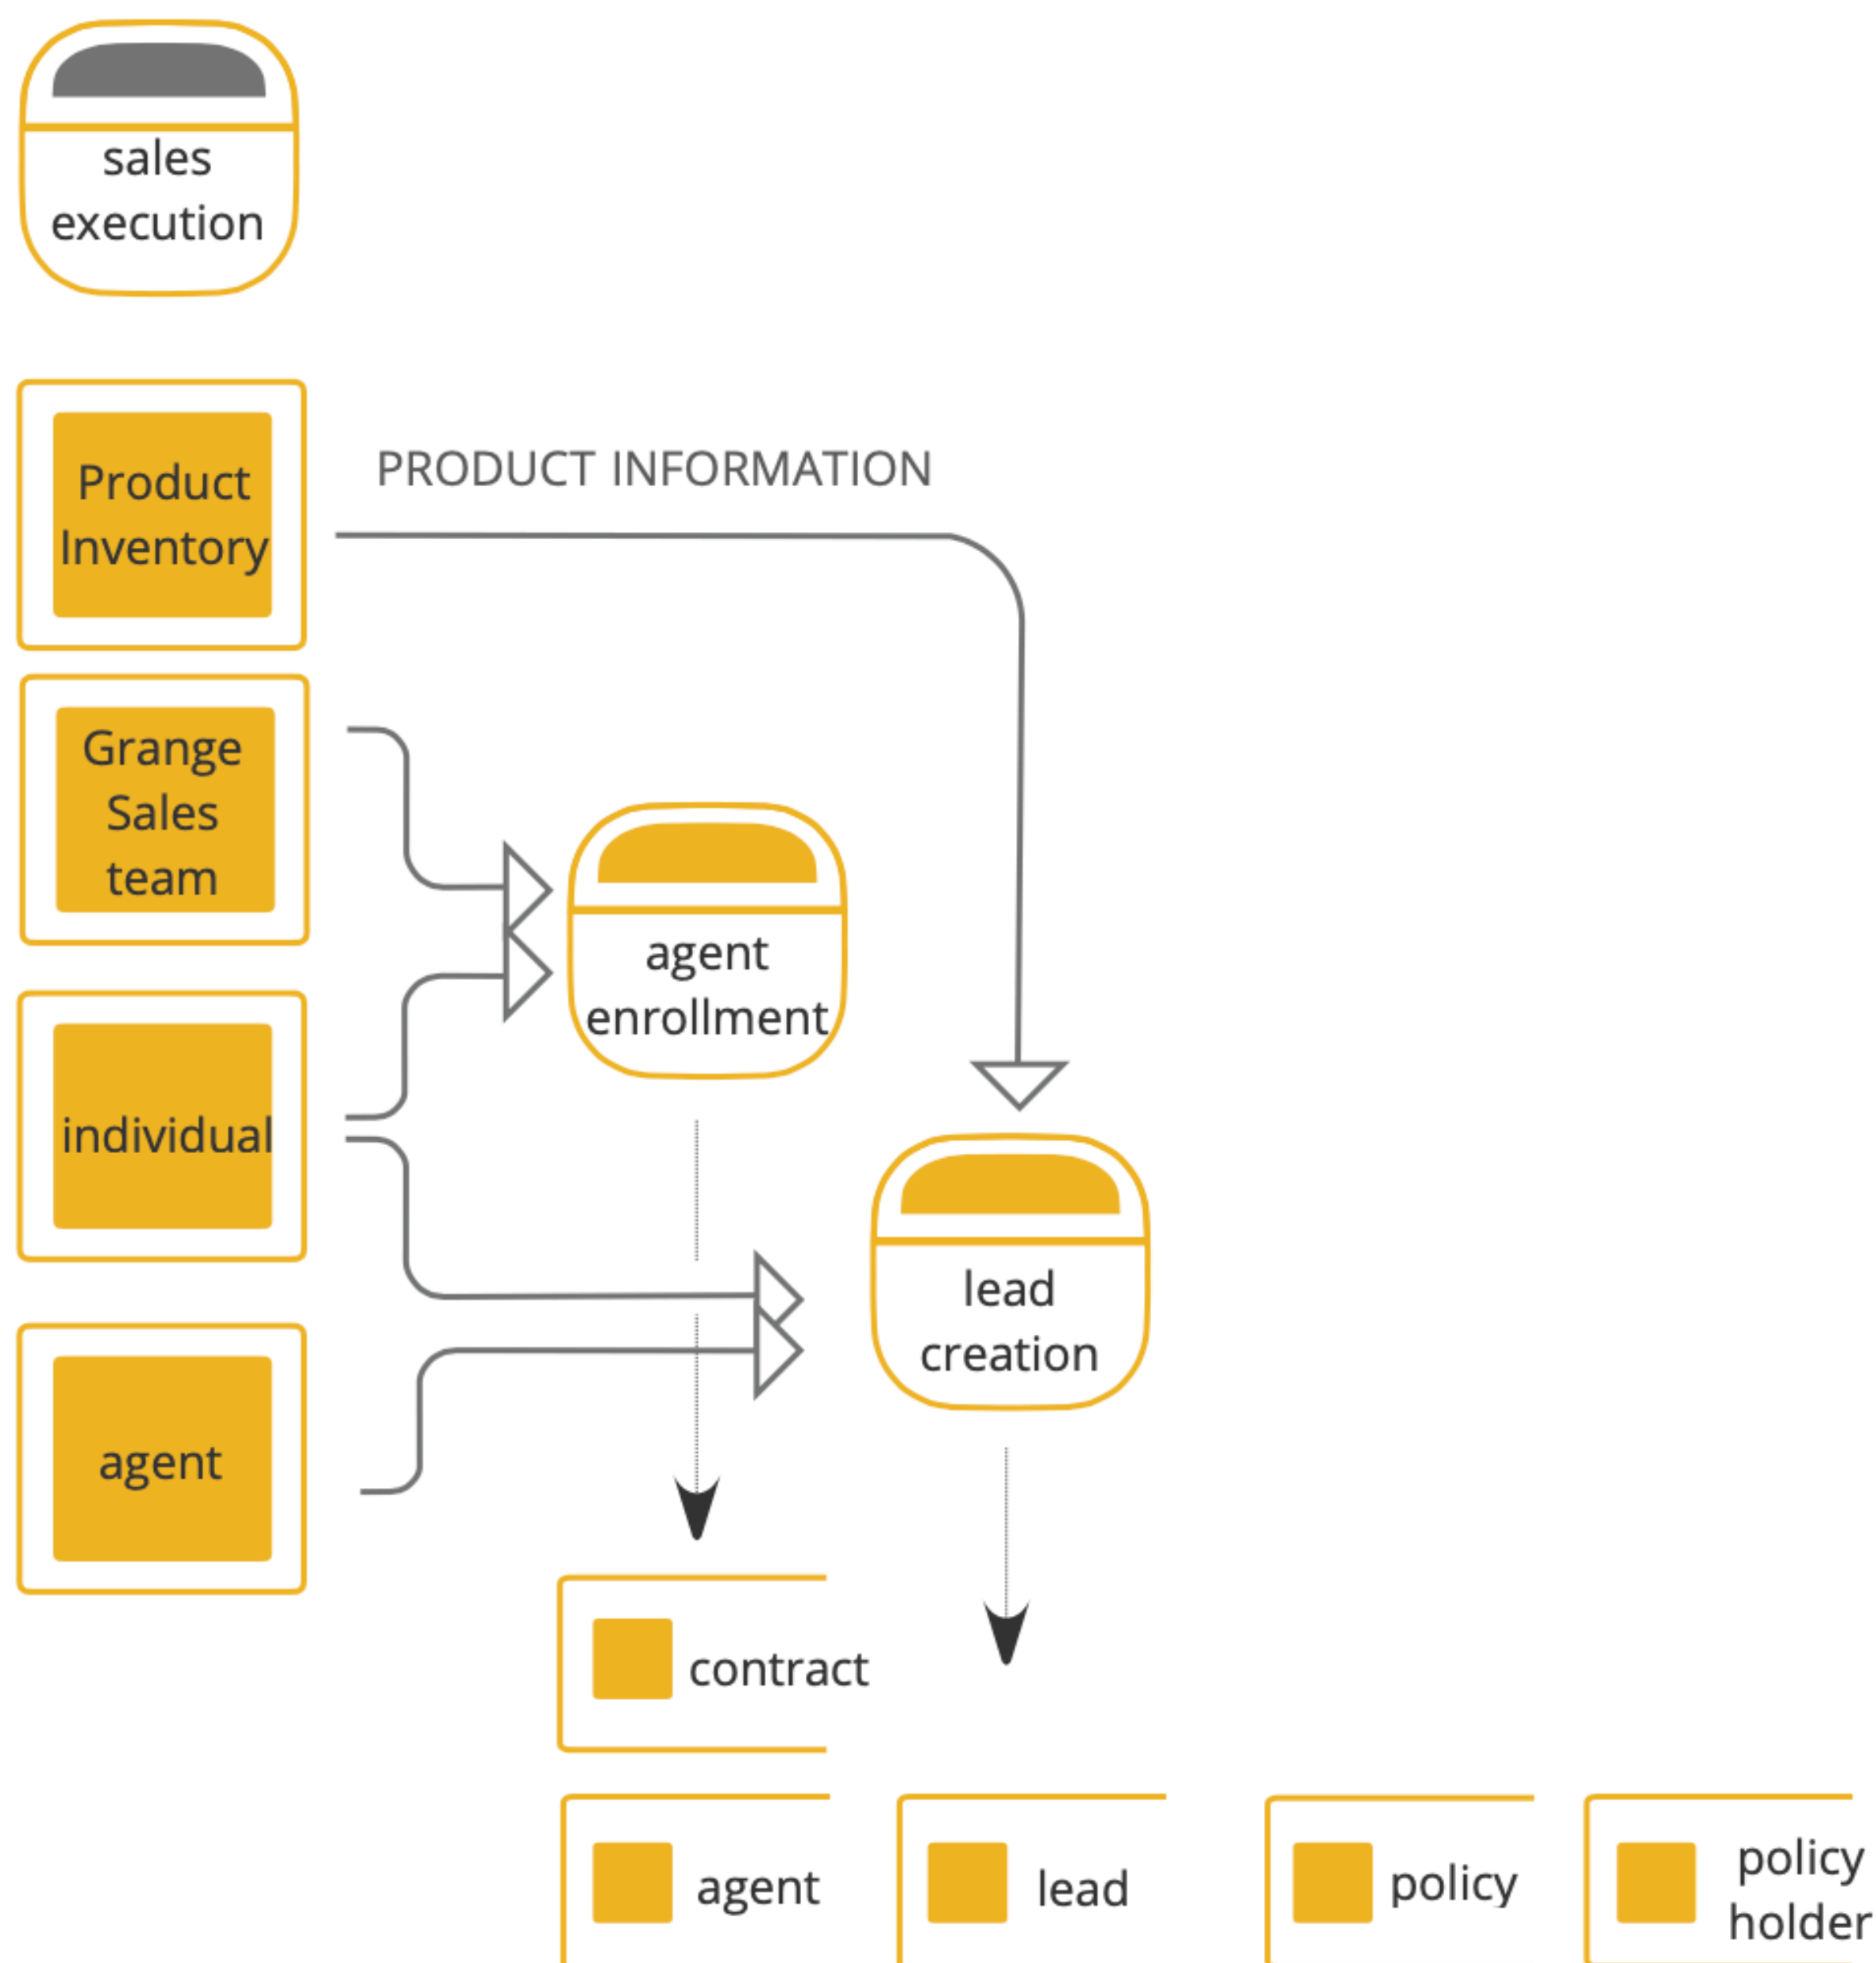 sales
execution
Product
Inventory
PRODUCT INFORMATION
Grange
Sales
team
agent
enrollment
individual
lead
creation
agent
contract
agent
lead
policy
policy
holder